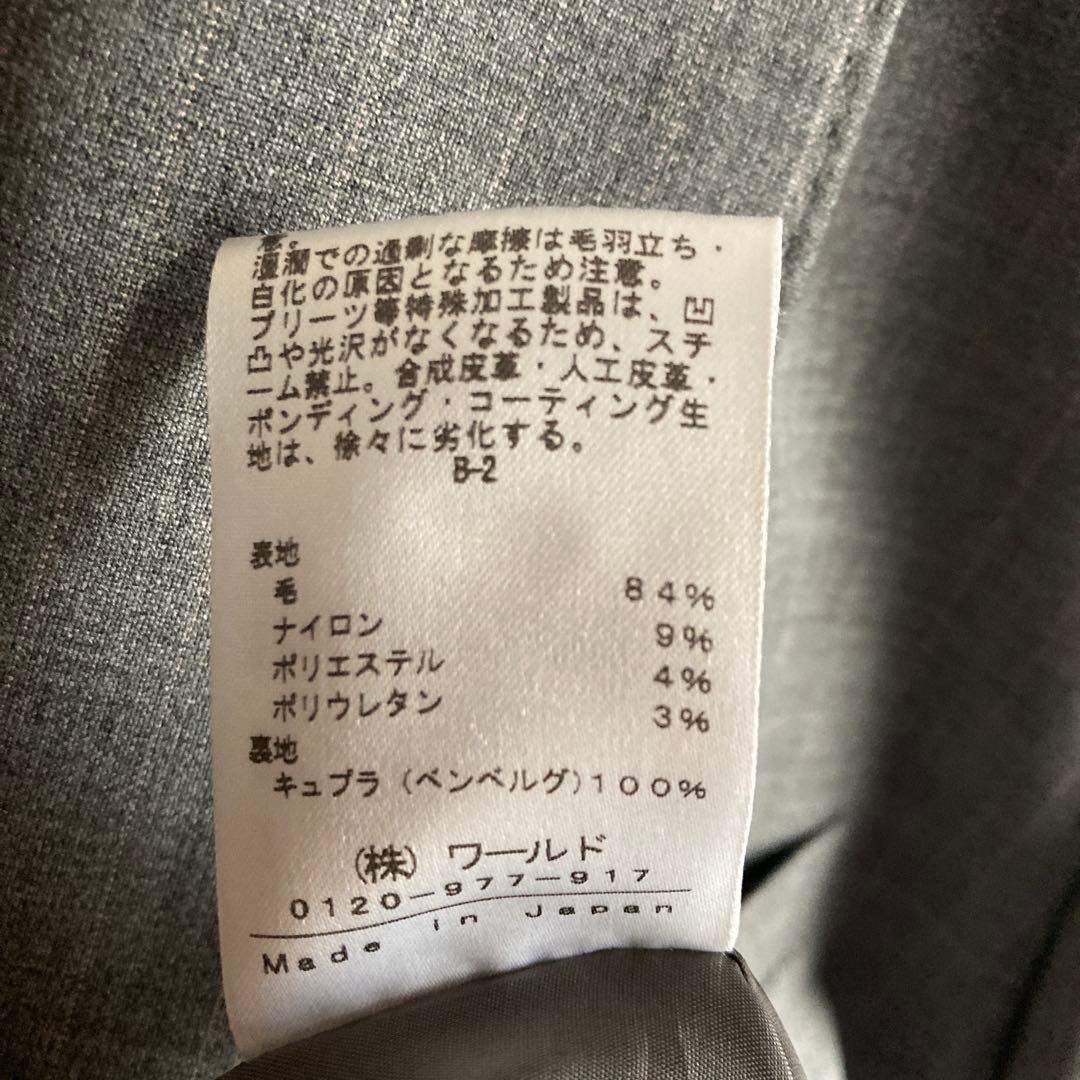 意。
湿潤での過剰な摩擦は毛羽立ち・
白化の原因となるため注意。
プリーツ等特殊加工製品は、凹
凸や光沢がなくなるため、スチ
ーム禁止。合成皮革・人工皮革・
ボンディング・コーティング生
地は、徐々に劣化する。
B-2
表地
毛 84%
ナイロン 9%
ポリエステル 4%
ポリウレタン 3%
裏地
キュプラ(ベンベルグ)100%
(株) ワールド
0120-977-917
Made in Japan